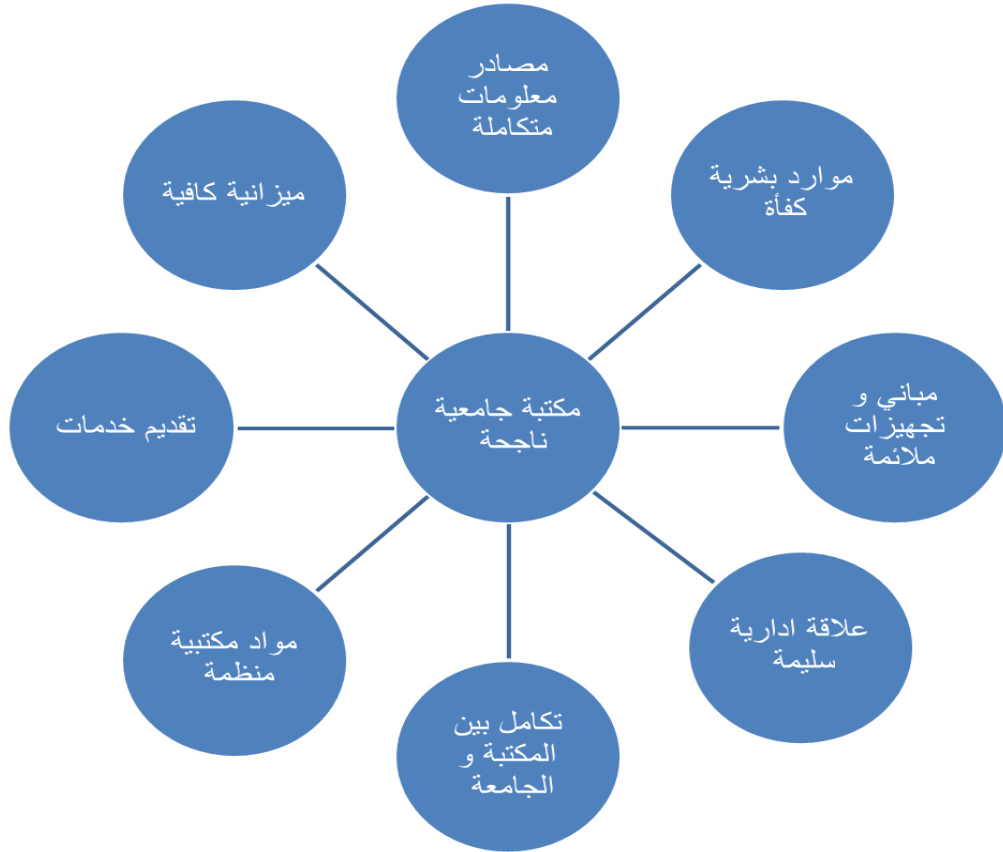 مصادر
معلومات
متكاملة
موارد بشرية
كفأة
مباني و
تجهيزات
ملائمة
علاقة ادارية
سليمة
تكامل بين
المكتبة و
الجامعة
مواد مكتبية
منظمة
تقديم خدمات
ميزانية كافية
مكتبة جامعية
ناجحة